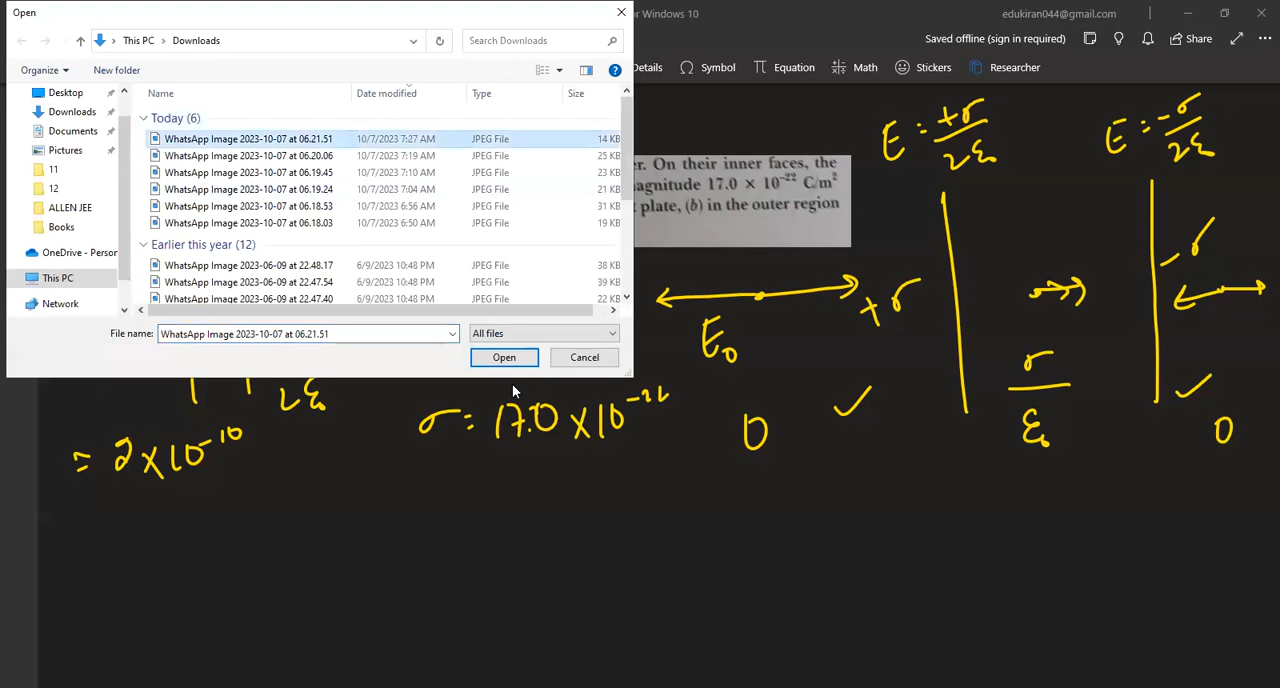 Open
or Windows 10
edukiran044@gmail.com
This PC
Downloads
Search Downloads
Saved offline (sign in required)
Share
Organize
New folder
etails
Symbol
Equation
Math
Stickers
Researcher
Desktop
Downloads
Documents
Pictures
11
12
ALLEN JEE
Books
OneDrive - Person
This PC
Network
Name
Date modified
Type
Size
Today (6)
WhatsApp Image 2023-10-07 at 06.21.51 10/7/2023 7:27 AM JPEG File 14 KB
WhatsApp Image 2023-10-07 at 06.20.06 10/7/2023 7:19 AM JPEG File 25 KB
WhatsApp Image 2023-10-07 at 06.19.45 10/7/2023 7:10 AM JPEG File 23 KB
WhatsApp Image 2023-10-07 at 06.19.24 10/7/2023 7:04 AM JPEG File 21 KB
WhatsApp Image 2023-10-07 at 06.18.53 10/7/2023 6:56 AM JPEG File 31 KB
WhatsApp Image 2023-10-07 at 06.18.03 10/7/2023 6:50 AM JPEG File 19 KB
Earlier this year (12)
WhatsApp Image 2023-06-09 at 22.48.17 6/9/2023 10:48 PM JPEG File 38 KB
WhatsApp Image 2023-06-09 at 22.47.54 6/9/2023 10:48 PM JPEG File 39 KB
WhatsApp Image 2023-06-09 at 22.47.40 6/9/2023 10:48 PM JPEG File 22 KB
File name: WhatsApp Image 2023-10-07 at 06.21.51
All files
Open
Cancel
r. On their inner faces, the
agnitude 17.0 × 10⁻²² C/m²
plate, (b) in the outer region
E = +σ/2ε₀
E = -σ/2ε₀
E₀
+σ
-σ
σ/ε₀
2ε₀
σ = 17.0 × 10⁻²²
0
0
= 2 × 10⁻¹⁰